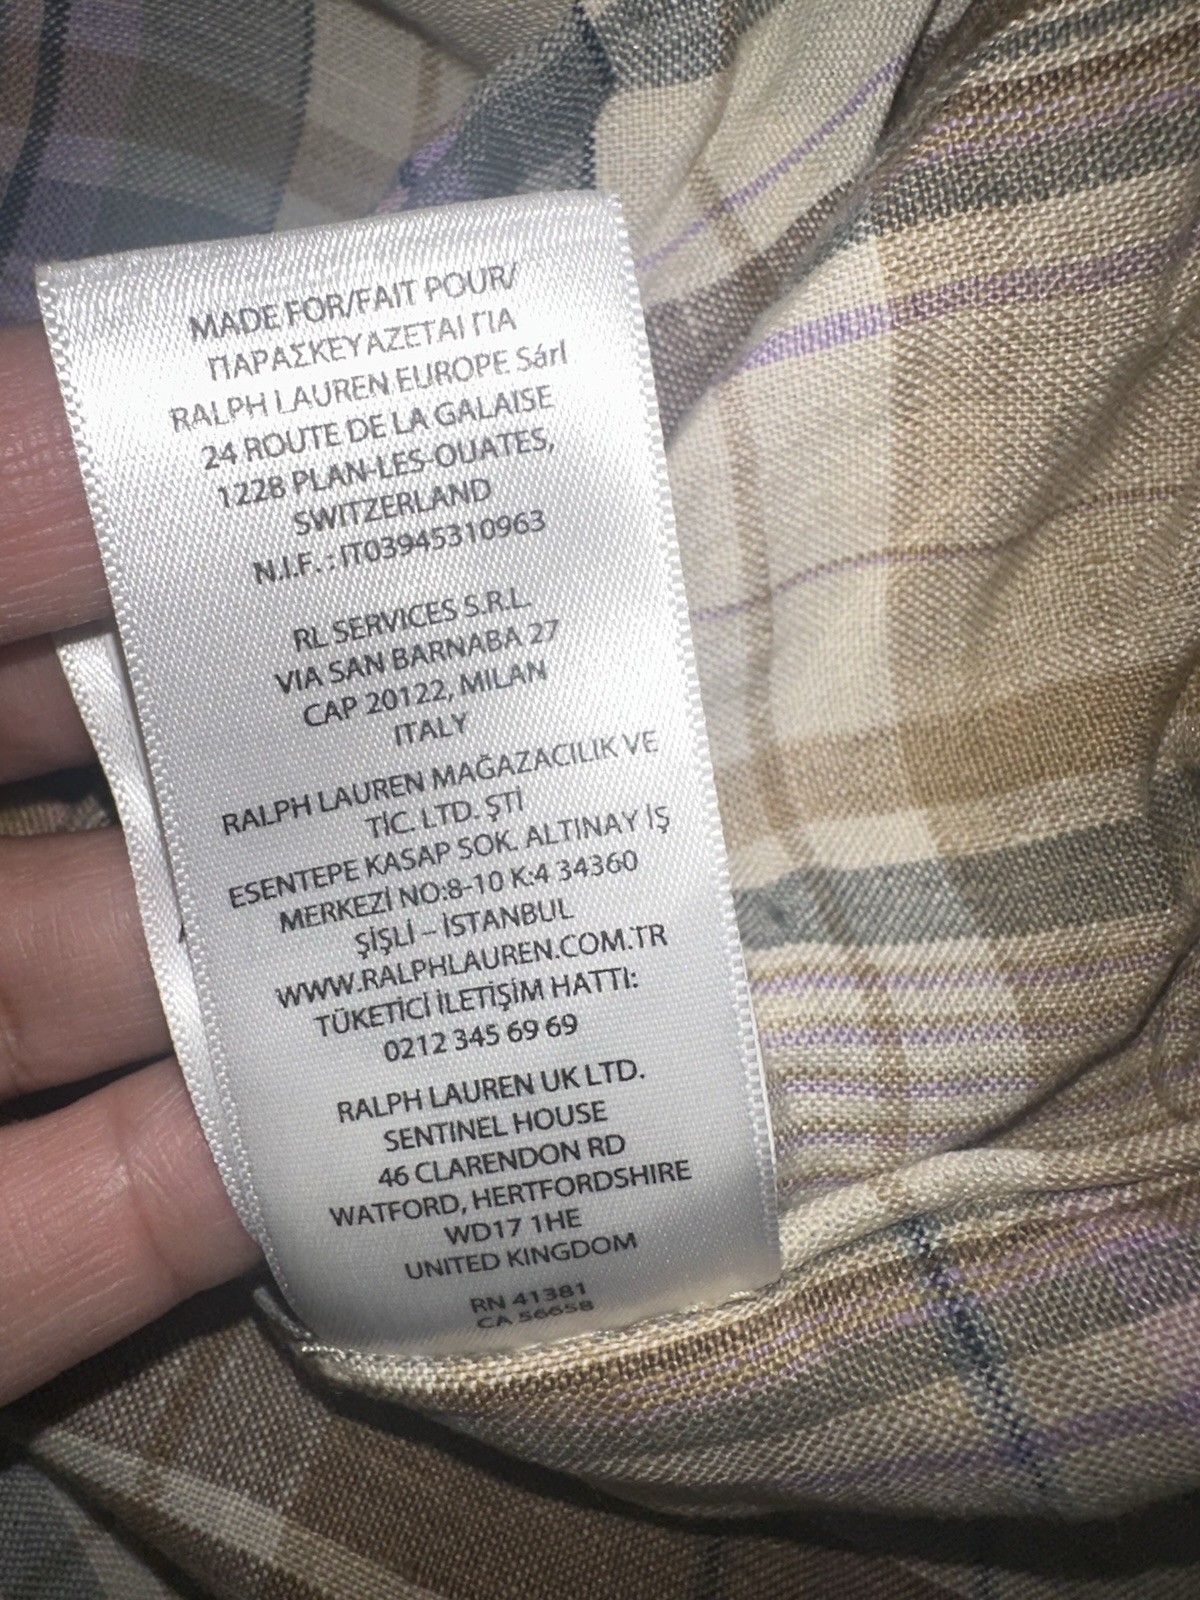 MADE FOR/FAIT POUR/
ΠΑΡΑΣΚΕΥΑΖΕΤΑΙ ΓΙΑ
RALPH LAUREN EUROPE Sárl
24 ROUTE DE LA GALAISE
1228 PLAN-LES-OUATES,
SWITZERLAND
N.I.F. : IT03945310963
RL SERVICES S.R.L.
VIA SAN BARNABA 27
CAP 20122, MILAN
ITALY
RALPH LAUREN MAĞAZACILIK VE
TİC. LTD. ŞTİ
ESENTEPE KASAP SOK. ALTINAY İŞ
MERKEZİ NO:8-10 K:4 34360
ŞİŞLİ – İSTANBUL
WWW.RALPHLAUREN.COM.TR
TÜKETİCİ İLETİŞİM HATTI:
0212 345 69 69
RALPH LAUREN UK LTD.
SENTINEL HOUSE
46 CLARENDON RD
WATFORD, HERTFORDSHIRE
WD17 1HE
UNITED KINGDOM
RN 41381
CA 56658